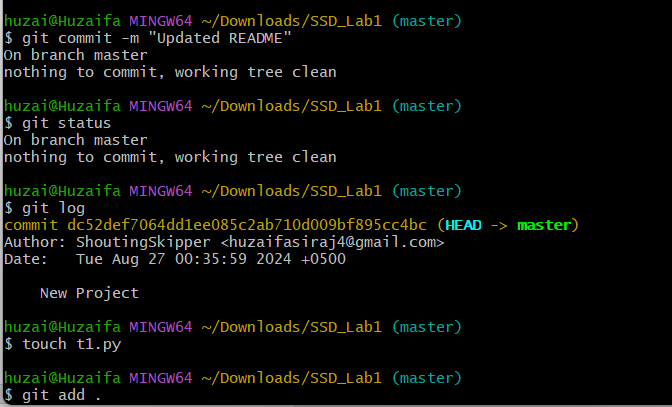 huzai@Huzaifa MINGW64 ~/Downloads/SSD_Lab1 (master)
$ git commit -m "Updated README"
On branch master
nothing to commit, working tree clean
huzai@Huzaifa MINGW64 ~/Downloads/SSD_Lab1 (master)
$ git status
On branch master
nothing to commit, working tree clean
huzai@Huzaifa MINGW64 ~/Downloads/SSD_Lab1 (master)
$ git log
commit dc52def7064dd1ee085c2ab710d009bf895cc4bc (HEAD -> master)
Author: ShoutingSkipper <huzaifasiraj4@gmail.com>
Date:   Tue Aug 27 00:35:59 2024 +0500
    New Project
huzai@Huzaifa MINGW64 ~/Downloads/SSD_Lab1 (master)
$ touch t1.py
huzai@Huzaifa MINGW64 ~/Downloads/SSD_Lab1 (master)
$ git add .